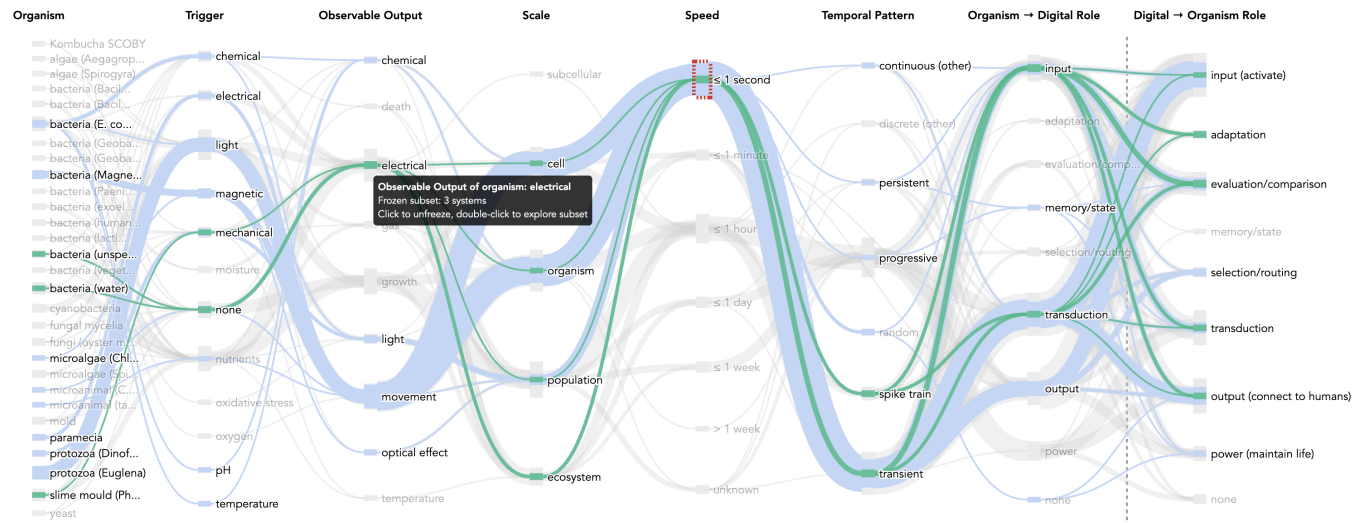 Organism
Trigger
Observable Output
Scale
Speed
Temporal Pattern
Organism → Digital Role
Digital → Organism Role
Kombucha SCOBY
algae (Aegagrop...
algae (Spirogyra)
bacteria (Bacil...
bacteria (Bacil...
bacteria (E. co...
bacteria (Geoba...
bacteria (Geoba...
bacteria (Magne...
bacteria (Paeni...
bacteria (exoel...
bacteria (human...
bacteria (lacti...
bacteria (unspe...
bacteria (veget...
bacteria (water)
cyanobacteria
fungal mycelia
fungi (oyster m...
microalgae (Chl...
microalgae (Spi...
microanimal (C....
microanimal (ta...
mold
paramecia
protozoa (Dinof...
protozoa (Euglena)
slime mould (Ph...
yeast
chemical
electrical
light
magnetic
mechanical
moisture
none
nutrients
oxidative stress
oxygen
pH
temperature
chemical
death
electrical
Observable Output of organism: electrical
Frozen subset: 3 systems
Click to unfreeze, double-click to explore subset
gas
growth
light
movement
optical effect
temperature
subcellular
cell
organism
population
ecosystem
≤ 1 second
≤ 1 minute
≤ 1 hour
≤ 1 day
≤ 1 week
> 1 week
unknown
continuous (other)
discrete (other)
persistent
progressive
random
spike train
transient
input
adaptation
evaluation/comp...
memory/state
selection/routing
transduction
output
power
none
input (activate)
adaptation
evaluation/comparison
memory/state
selection/routing
transduction
output (connect to humans)
power (maintain life)
none